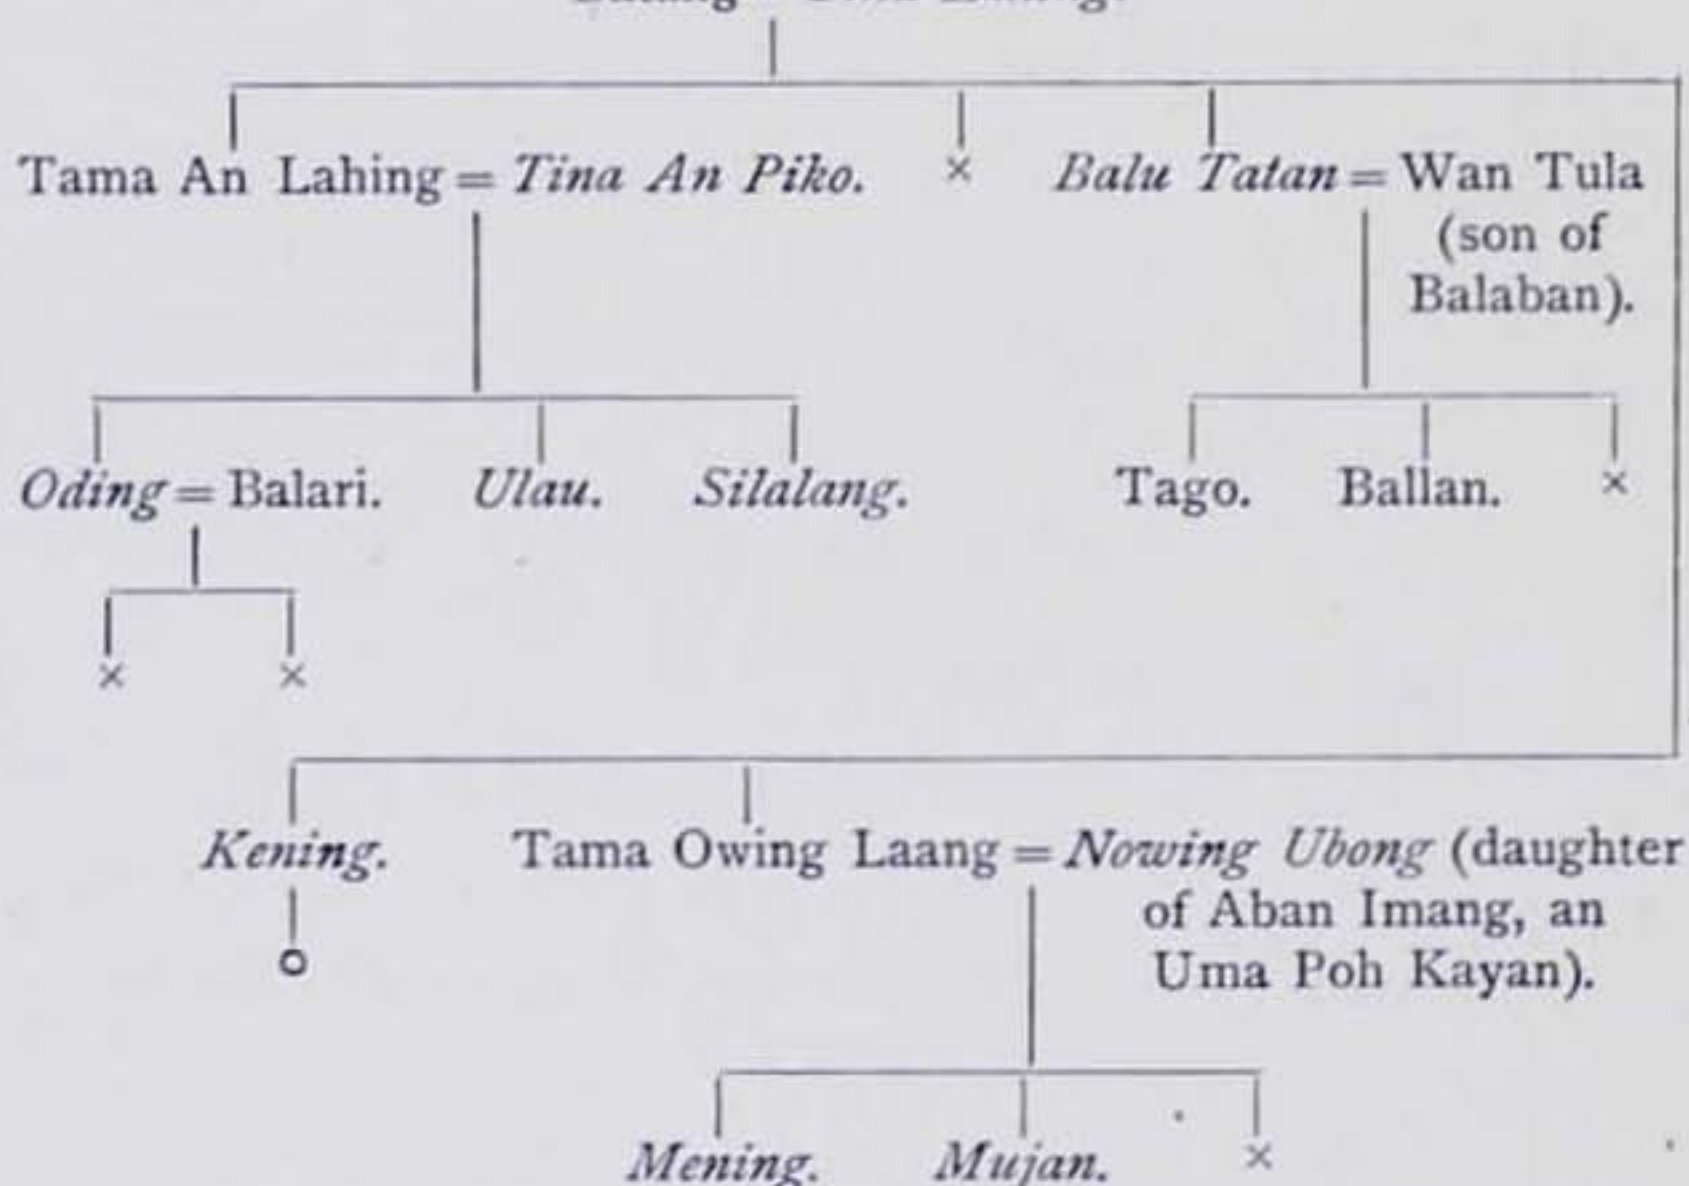 Tama An Lahing = Tina An Piko. × Balu Tatan = Wan Tula
(son of
Balaban).
Oding = Balari. Ulau. Silalang. Tago. Ballan. ×
× ×
Kening. Tama Owing Laang = Nowing Ubong (daughter
of Aban Imang, an
Uma Poh Kayan).
o
Mening. Mujan. ×